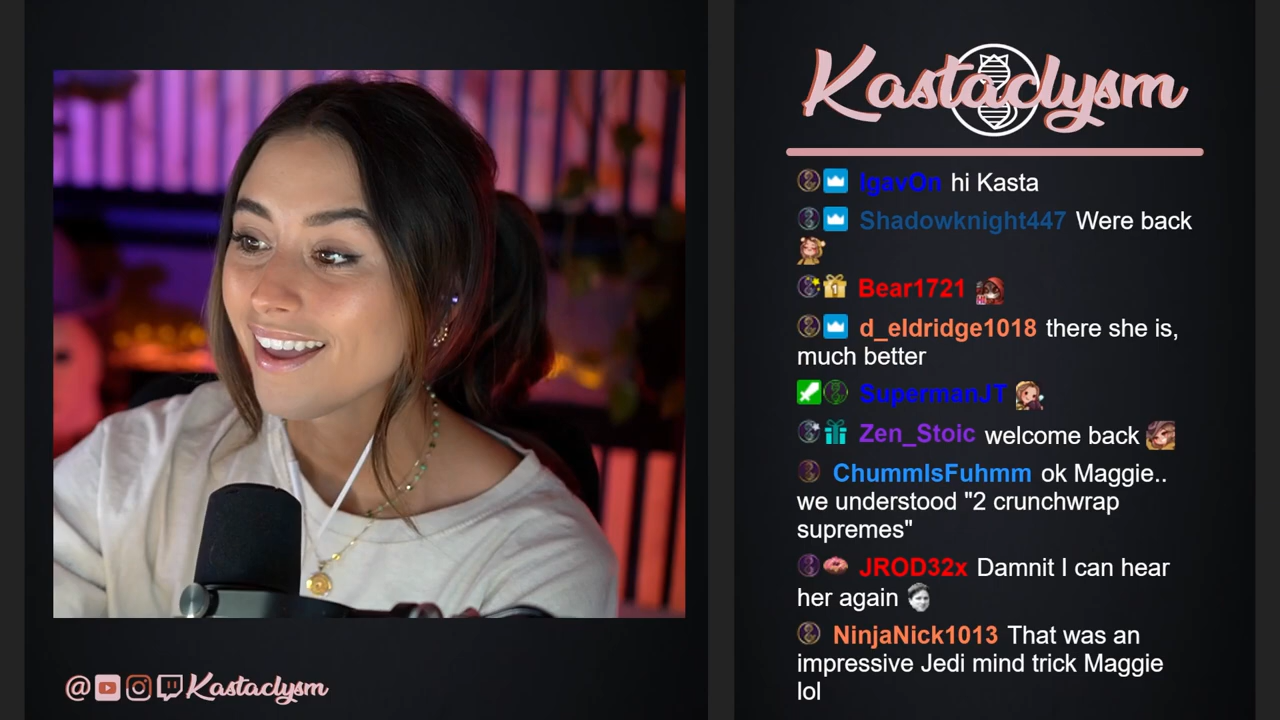 Kastaclysm
IgavOn hi Kasta
Shadowknight447 Were back
Bear1721
d_eldridge1018 there she is,
much better
SupermanJT
Zen_Stoic welcome back
ChummIsFuhmm ok Maggie..
we understood "2 crunchwrap
supremes"
JROD32x Damnit I can hear
her again
NinjaNick1013 That was an
impressive Jedi mind trick Maggie
lol
@ Kastaclysm